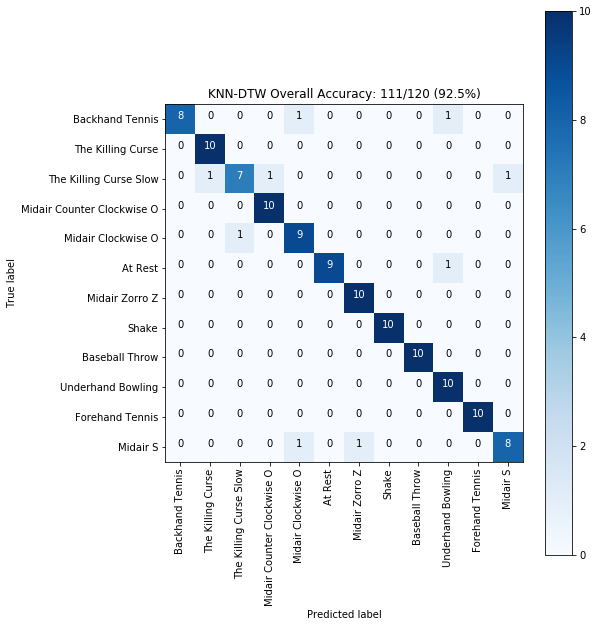 KNN-DTW Overall Accuracy: 111/120 (92.5%)
10
8
6
4
2
0
True label
Backhand Tennis 8 0 0 0 1 0 0 0 0 1 0 0
The Killing Curse 0 10 0 0 0 0 0 0 0 0 0 0
The Killing Curse Slow 0 1 7 1 0 0 0 0 0 0 0 1
Midair Counter Clockwise O 0 0 0 10 0 0 0 0 0 0 0 0
Midair Clockwise O 0 0 1 0 9 0 0 0 0 0 0 0
At Rest 0 0 0 0 0 9 0 0 0 1 0 0
Midair Zorro Z 0 0 0 0 0 0 10 0 0 0 0 0
Shake 0 0 0 0 0 0 0 10 0 0 0 0
Baseball Throw 0 0 0 0 0 0 0 0 10 0 0 0
Underhand Bowling 0 0 0 0 0 0 0 0 0 10 0 0
Forehand Tennis 0 0 0 0 0 0 0 0 0 0 10 0
Midair S 0 0 0 0 1 0 1 0 0 0 0 8
Backhand Tennis
The Killing Curse
The Killing Curse Slow
Midair Counter Clockwise O
Midair Clockwise O
At Rest
Midair Zorro Z
Shake
Baseball Throw
Underhand Bowling
Forehand Tennis
Midair S
Predicted label